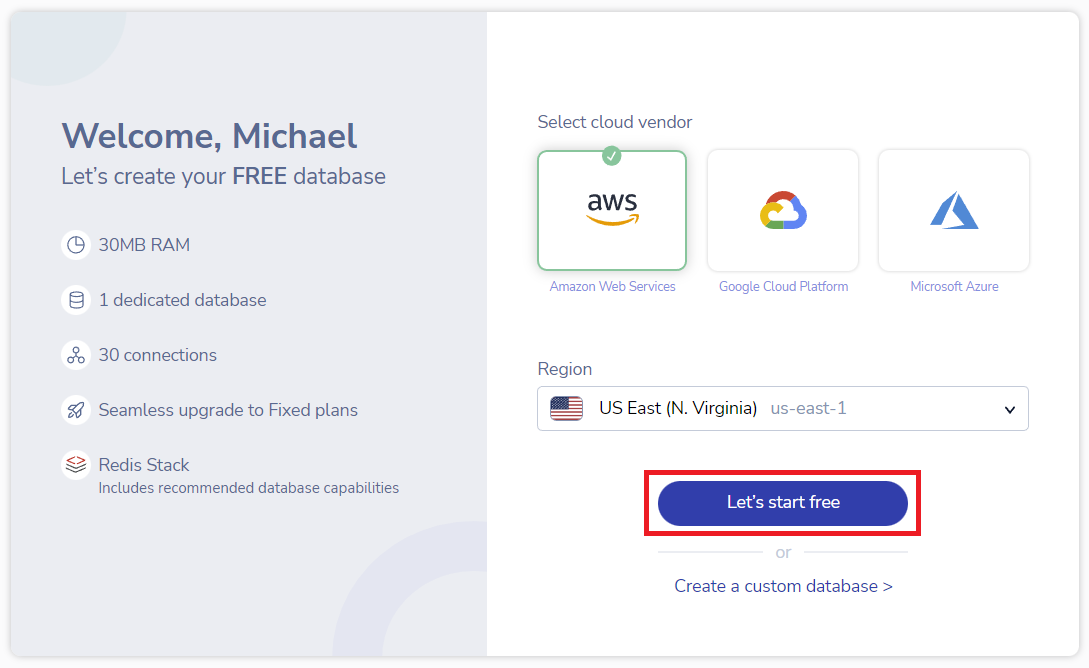 Welcome, Michael
Let's create your FREE database
30MB RAM
1 dedicated database
30 connections
Seamless upgrade to Fixed plans
Redis Stack
Includes recommended database capabilities
Select cloud vendor
aws
Amazon Web Services
Google Cloud Platform
Microsoft Azure
Region
US East (N. Virginia) us-east-1
Let's start free
or
Create a custom database >